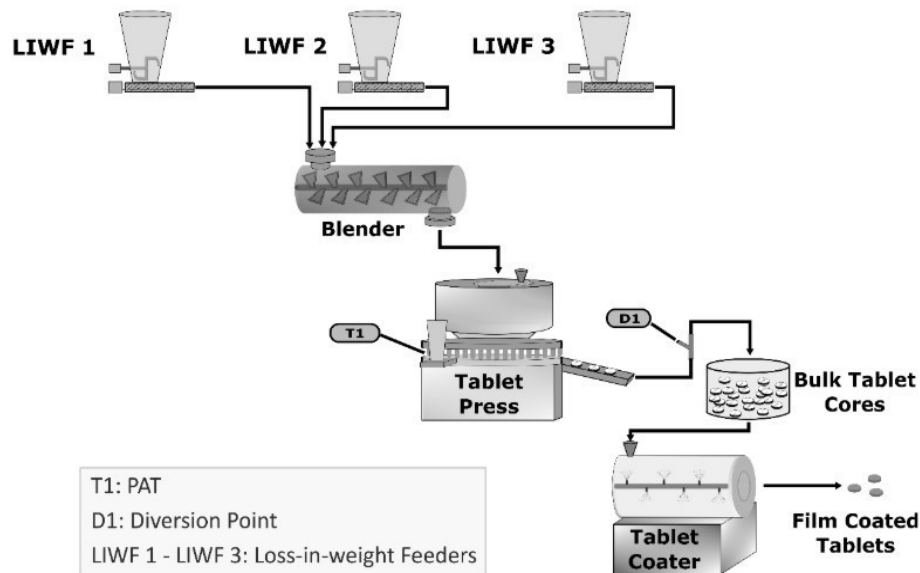 LIWF 1
LIWF 2
LIWF 3
Blender
T1
D1
Tablet
Press
Bulk Tablet
Cores
Tablet
Coater
Film Coated
Tablets
T1: PAT
D1: Diversion Point
LIWF 1 - LIWF 3: Loss-in-weight Feeders